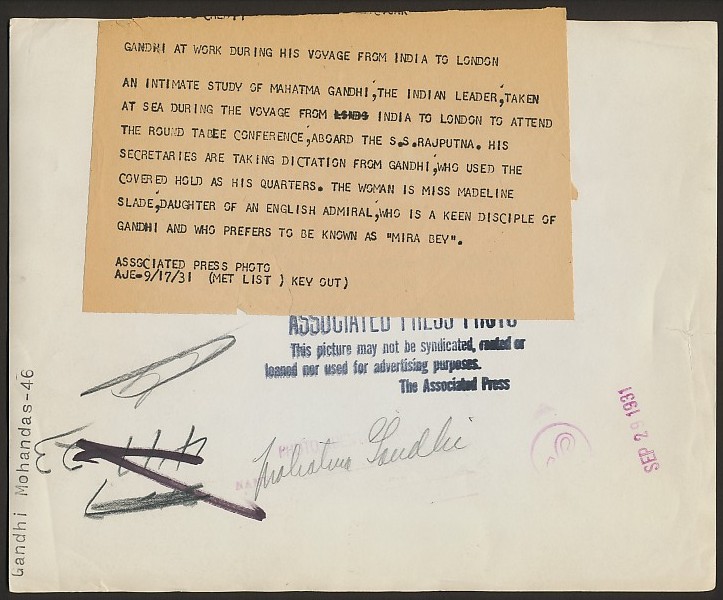 GANDHI AT WORK DURING HIS VOYAGE FROM INDIA TO LONDON
AN INTIMATE STUDY OF MAHATMA GANDHI, THE INDIAN LEADER, TAKEN
AT SEA DURING THE VOYAGE FROM INDIA TO LONDON TO ATTEND
THE ROUND TABEE CONFERENCE, ABOARD THE S.S.RAJPUTNA. HIS
SECRETARIES ARE TAKING DICTATION FROM GANDHI, WHO USED THE
COVERED HOLD AS HIS QUARTERS. THE WOMAN IS MISS MADELINE
SLADE, DAUGHTER OF AN ENGLISH ADMIRAL, WHO IS A KEEN DISCIPLE OF
GANDHI AND WHO PREFERS TO BE KNOWN AS "MIRA BEY".
ASSOCIATED PRESS PHOTO
AJE-9/17/31 (MET LIST ) KEY OUT)
ASSOCIATED PRESS PHOTO
This picture may not be syndicated, rented or
loaned nor used for advertising purposes.
The Associated Press
Mahatma Gandhi
SEP 29 1931
Gandhi Mohandas-46